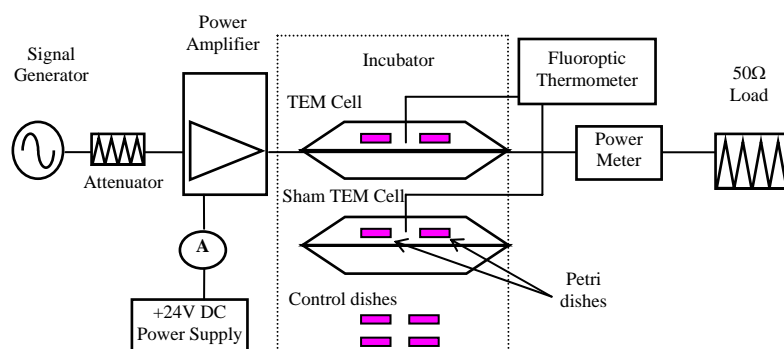 Power
Amplifier
Signal
Generator
Incubator
Fluoroptic
Thermometer
50Ω
Load
TEM Cell
Power
Meter
Attenuator
Sham TEM Cell
A
Petri
dishes
Control dishes
+24V DC
Power Supply